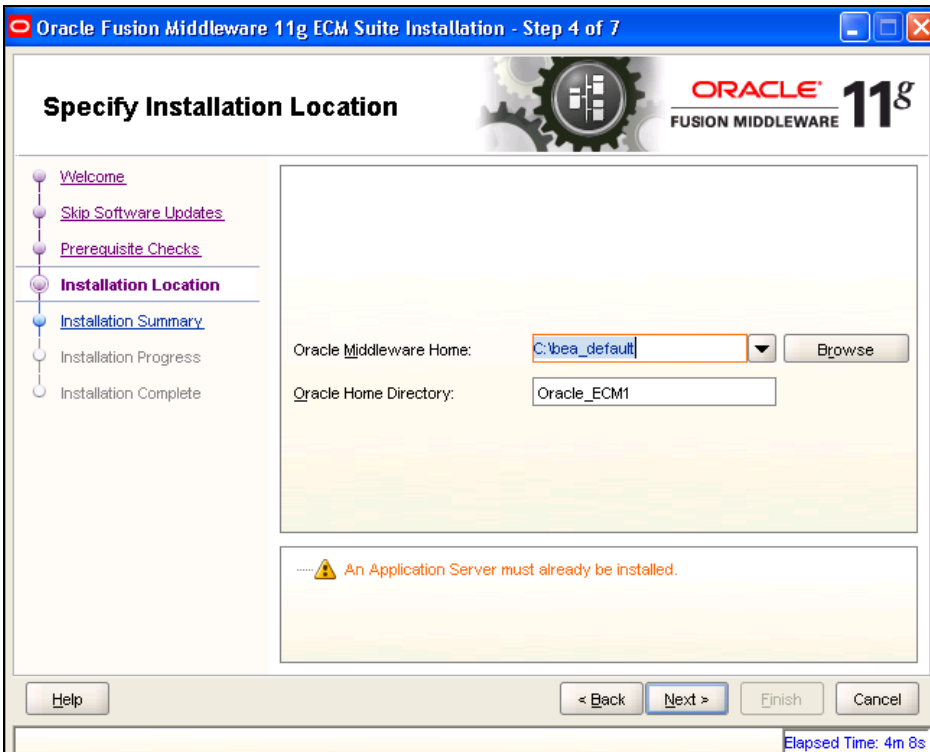 Oracle Fusion Middleware 11g ECM Suite Installation - Step 4 of 7
Specify Installation Location
ORACLE
FUSION MIDDLEWARE
11g
Welcome
Skip Software Updates
Prerequisite Checks
Installation Location
Installation Summary
Installation Progress
Installation Complete
Oracle Middleware Home:
C:\bea_default
Browse
Oracle Home Directory:
Oracle_ECM1
An Application Server must already be installed.
Help
< Back
Next >
Finish
Cancel
Elapsed Time: 4m 8s